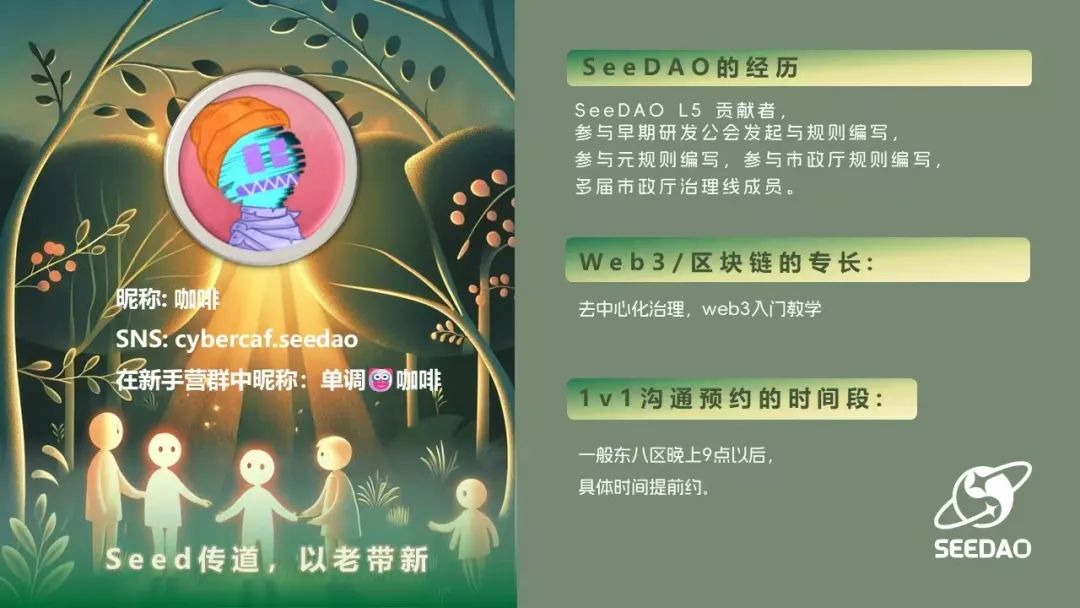 昵称: 咖啡
SNS: cybercaf.seedao
在新手营群中昵称：单调咖啡
Seed传道，以老带新
SeeDAO的经历
SeeDAO L5 贡献者，
参与早期研发公会发起与规则编写，
参与元规则编写，参与市政厅规则编写，
多届市政厅治理线成员。
Web3/区块链的专长:
去中心化治理，web3入门教学
1v1沟通预约的时间段:
一般东八区晚上9点以后，
具体时间提前约。
SEEDAO